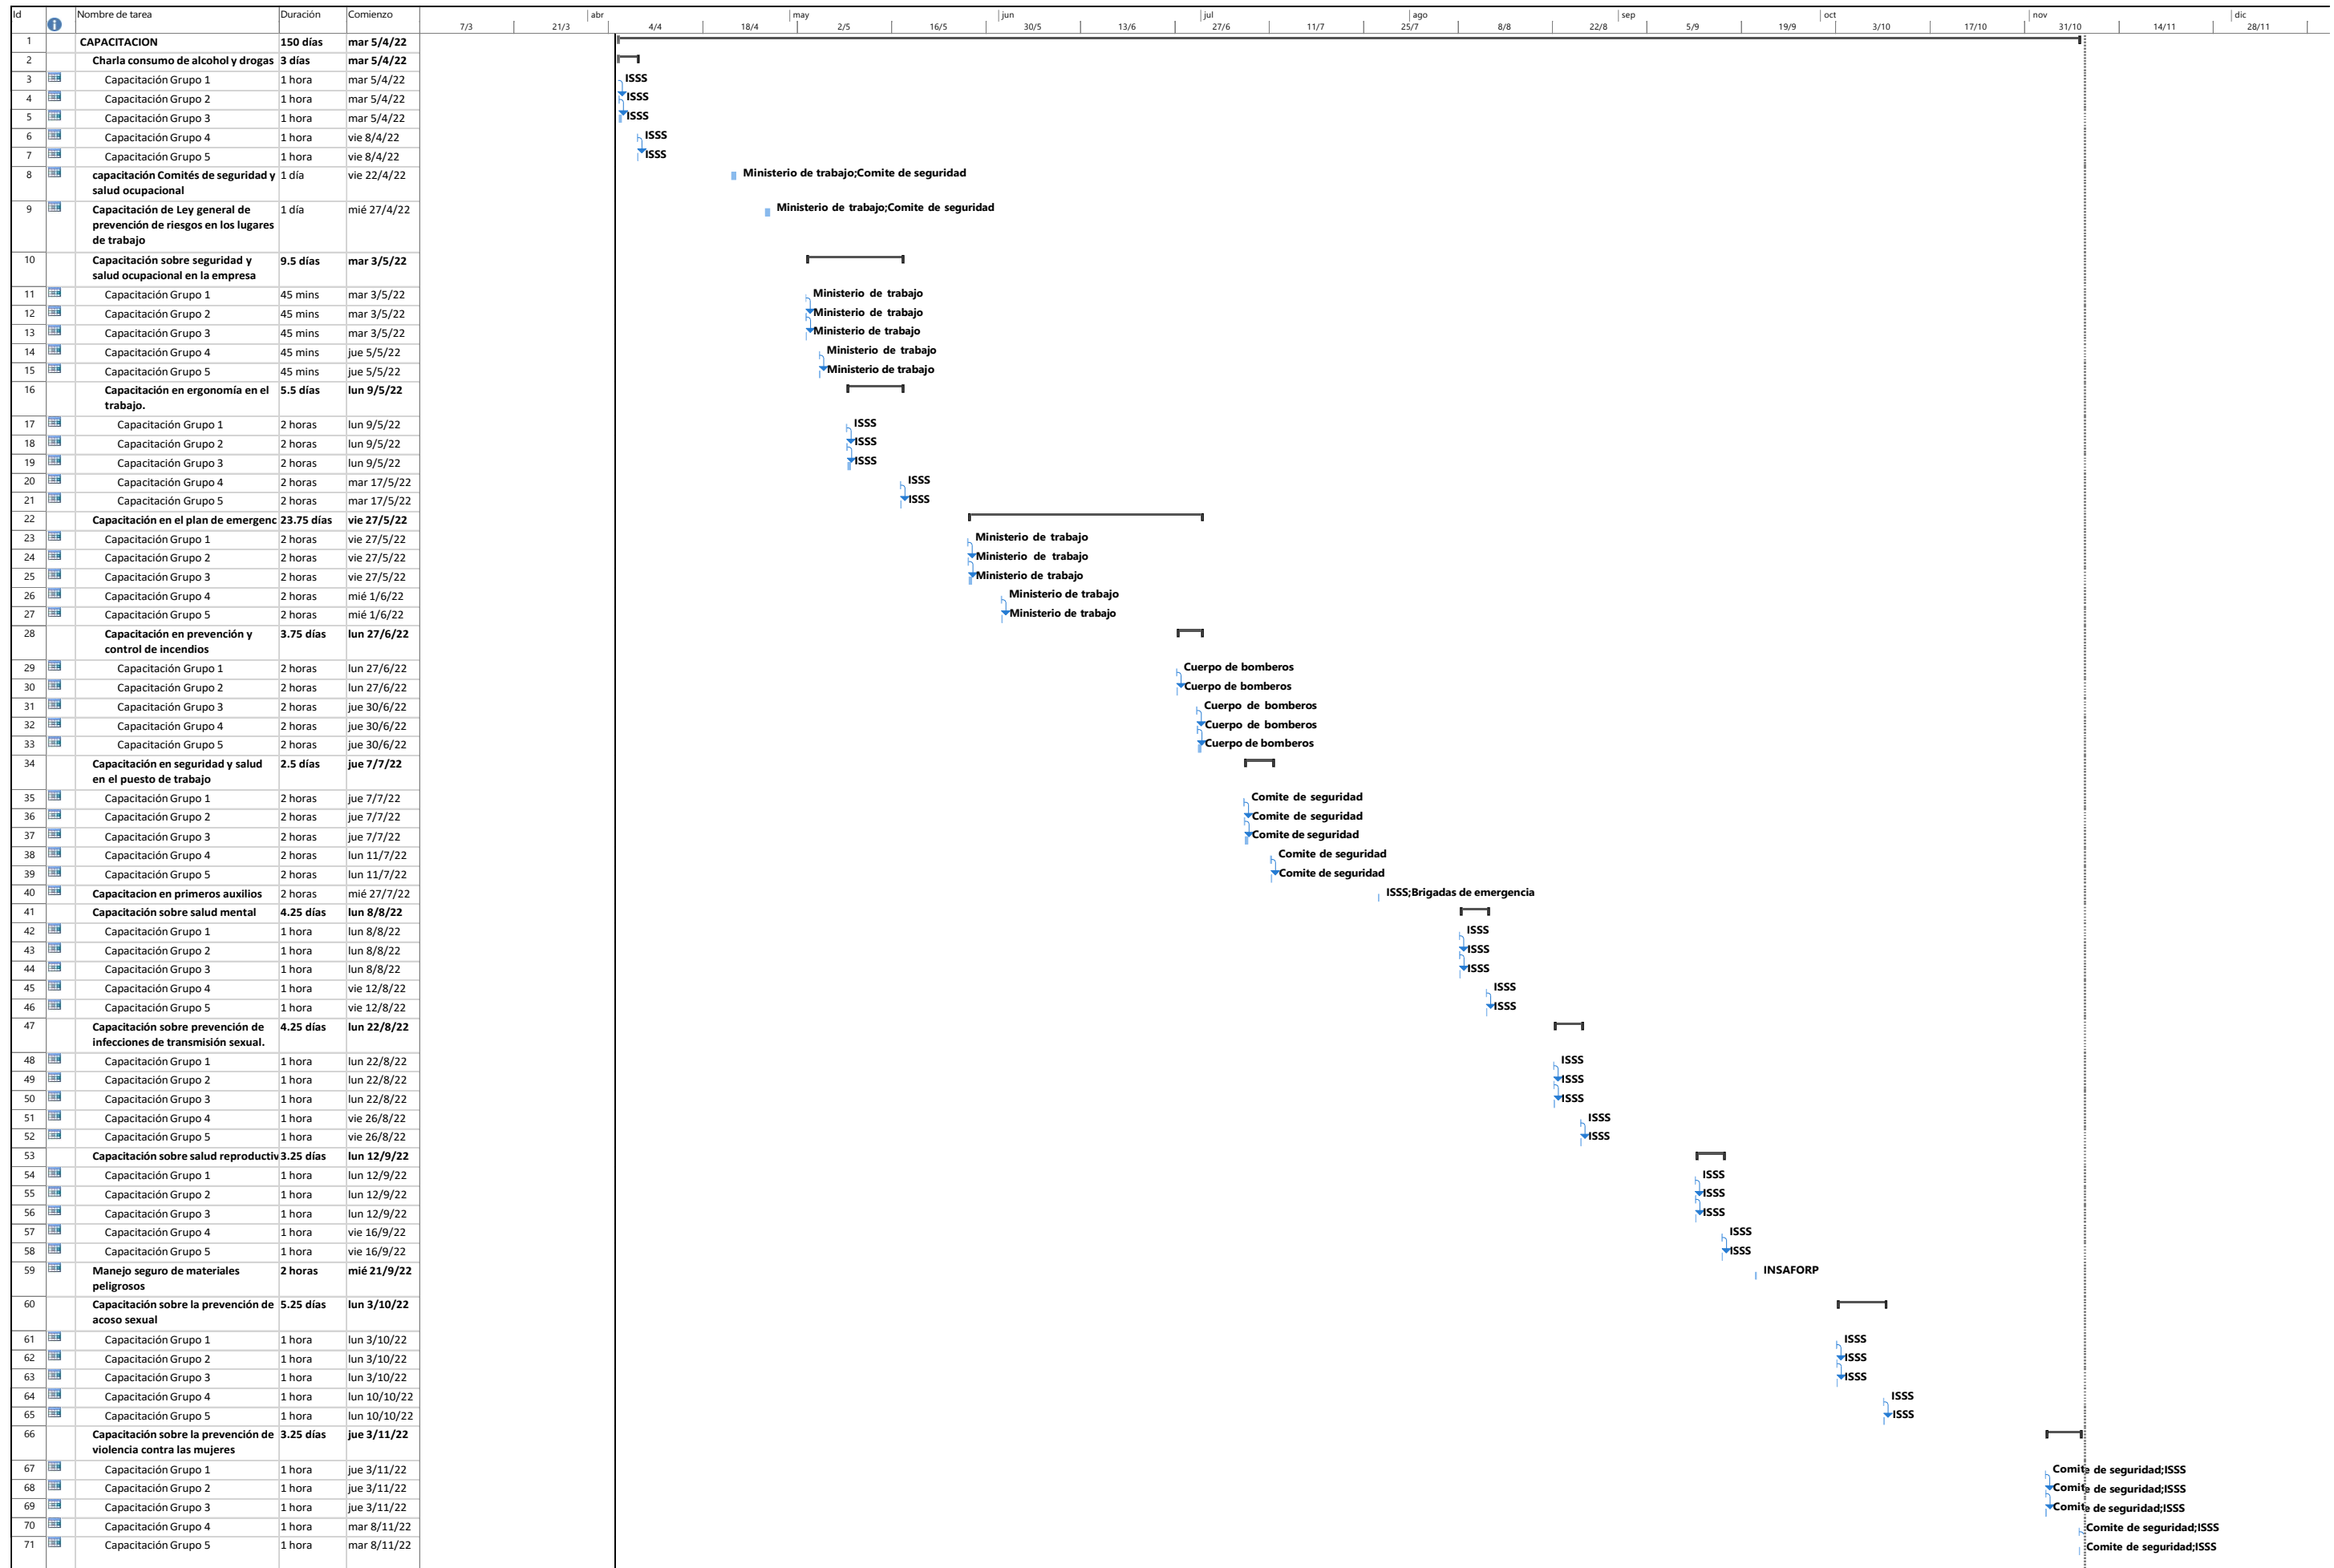 Id Nombre de tarea Duración Comienzo
abr may jun jul ago sep oct nov dic
7/3 21/3 4/4 18/4 2/5 16/5 30/5 13/6 27/6 11/7 25/7 8/8 22/8 5/9 19/9 3/10 17/10 31/10 14/11 28/11
1 CAPACITACION 150 días mar 5/4/22
2 Charla consumo de alcohol y drogas 3 días mar 5/4/22
3 Capacitación Grupo 1 1 hora mar 5/4/22 ISSS
4 Capacitación Grupo 2 1 hora mar 5/4/22 ISSS
5 Capacitación Grupo 3 1 hora mar 5/4/22 ISSS
6 Capacitación Grupo 4 1 hora vie 8/4/22 ISSS
7 Capacitación Grupo 5 1 hora vie 8/4/22 ISSS
8 capacitación Comités de seguridad y 1 día vie 22/4/22 Ministerio de trabajo;Comite de seguridad
salud ocupacional
9 Capacitación de Ley general de 1 día mié 27/4/22 Ministerio de trabajo;Comite de seguridad
prevención de riesgos en los lugares
de trabajo
10 Capacitación sobre seguridad y 9.5 días mar 3/5/22
salud ocupacional en la empresa
11 Capacitación Grupo 1 45 mins mar 3/5/22 Ministerio de trabajo
12 Capacitación Grupo 2 45 mins mar 3/5/22 Ministerio de trabajo
13 Capacitación Grupo 3 45 mins mar 3/5/22 Ministerio de trabajo
14 Capacitación Grupo 4 45 mins jue 5/5/22 Ministerio de trabajo
15 Capacitación Grupo 5 45 mins jue 5/5/22 Ministerio de trabajo
16 Capacitación en ergonomía en el 5.5 días lun 9/5/22
trabajo.
17 Capacitación Grupo 1 2 horas lun 9/5/22 ISSS
18 Capacitación Grupo 2 2 horas lun 9/5/22 ISSS
19 Capacitación Grupo 3 2 horas lun 9/5/22 ISSS
20 Capacitación Grupo 4 2 horas mar 17/5/22 ISSS
21 Capacitación Grupo 5 2 horas mar 17/5/22 ISSS
22 Capacitación en el plan de emergenc 23.75 días vie 27/5/22
23 Capacitación Grupo 1 2 horas vie 27/5/22 Ministerio de trabajo
24 Capacitación Grupo 2 2 horas vie 27/5/22 Ministerio de trabajo
25 Capacitación Grupo 3 2 horas vie 27/5/22 Ministerio de trabajo
26 Capacitación Grupo 4 2 horas mié 1/6/22 Ministerio de trabajo
27 Capacitación Grupo 5 2 horas mié 1/6/22 Ministerio de trabajo
28 Capacitación en prevención y 3.75 días lun 27/6/22
control de incendios
29 Capacitación Grupo 1 2 horas lun 27/6/22 Cuerpo de bomberos
30 Capacitación Grupo 2 2 horas lun 27/6/22 Cuerpo de bomberos
31 Capacitación Grupo 3 2 horas jue 30/6/22 Cuerpo de bomberos
32 Capacitación Grupo 4 2 horas jue 30/6/22 Cuerpo de bomberos
33 Capacitación Grupo 5 2 horas jue 30/6/22 Cuerpo de bomberos
34 Capacitación en seguridad y salud 2.5 días jue 7/7/22
en el puesto de trabajo
35 Capacitación Grupo 1 2 horas jue 7/7/22 Comite de seguridad
36 Capacitación Grupo 2 2 horas jue 7/7/22 Comite de seguridad
37 Capacitación Grupo 3 2 horas jue 7/7/22 Comite de seguridad
38 Capacitación Grupo 4 2 horas lun 11/7/22 Comite de seguridad
39 Capacitación Grupo 5 2 horas lun 11/7/22 Comite de seguridad
40 Capacitacion en primeros auxilios 2 horas mié 27/7/22 ISSS;Brigadas de emergencia
41 Capacitación sobre salud mental 4.25 días lun 8/8/22
42 Capacitación Grupo 1 1 hora lun 8/8/22 ISSS
43 Capacitación Grupo 2 1 hora lun 8/8/22 ISSS
44 Capacitación Grupo 3 1 hora lun 8/8/22 ISSS
45 Capacitación Grupo 4 1 hora vie 12/8/22 ISSS
46 Capacitación Grupo 5 1 hora vie 12/8/22 ISSS
47 Capacitación sobre prevención de 4.25 días lun 22/8/22
infecciones de transmisión sexual.
48 Capacitación Grupo 1 1 hora lun 22/8/22 ISSS
49 Capacitación Grupo 2 1 hora lun 22/8/22 ISSS
50 Capacitación Grupo 3 1 hora lun 22/8/22 ISSS
51 Capacitación Grupo 4 1 hora vie 26/8/22 ISSS
52 Capacitación Grupo 5 1 hora vie 26/8/22 ISSS
53 Capacitación sobre salud reproductiv 3.25 días lun 12/9/22
54 Capacitación Grupo 1 1 hora lun 12/9/22 ISSS
55 Capacitación Grupo 2 1 hora lun 12/9/22 ISSS
56 Capacitación Grupo 3 1 hora lun 12/9/22 ISSS
57 Capacitación Grupo 4 1 hora vie 16/9/22 ISSS
58 Capacitación Grupo 5 1 hora vie 16/9/22 ISSS
59 Manejo seguro de materiales 2 horas mié 21/9/22 INSAFORP
peligrosos
60 Capacitación sobre la prevención de 5.25 días lun 3/10/22
acoso sexual
61 Capacitación Grupo 1 1 hora lun 3/10/22 ISSS
62 Capacitación Grupo 2 1 hora lun 3/10/22 ISSS
63 Capacitación Grupo 3 1 hora lun 3/10/22 ISSS
64 Capacitación Grupo 4 1 hora lun 10/10/22 ISSS
65 Capacitación Grupo 5 1 hora lun 10/10/22 ISSS
66 Capacitación sobre la prevención de 3.25 días jue 3/11/22
violencia contra las mujeres
67 Capacitación Grupo 1 1 hora jue 3/11/22 Comite de seguridad;ISSS
68 Capacitación Grupo 2 1 hora jue 3/11/22 Comite de seguridad;ISSS
69 Capacitación Grupo 3 1 hora jue 3/11/22 Comite de seguridad;ISSS
70 Capacitación Grupo 4 1 hora mar 8/11/22 Comite de seguridad;ISSS
71 Capacitación Grupo 5 1 hora mar 8/11/22 Comite de seguridad;ISSS